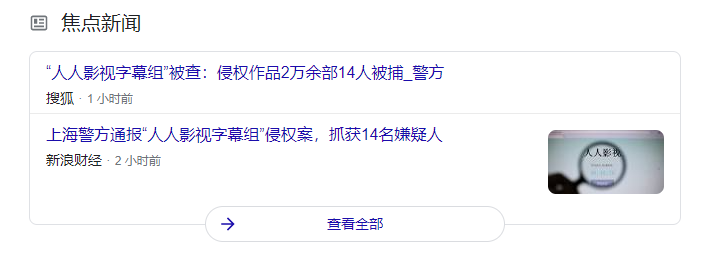 焦点新闻
“人人影视字幕组”被查：侵权作品2万余部14人被捕_警方
搜狐 · 1 小时前
上海警方通报“人人影视字幕组”侵权案，抓获14名嫌疑人
新浪财经 · 2 小时前
人人影视
查看全部